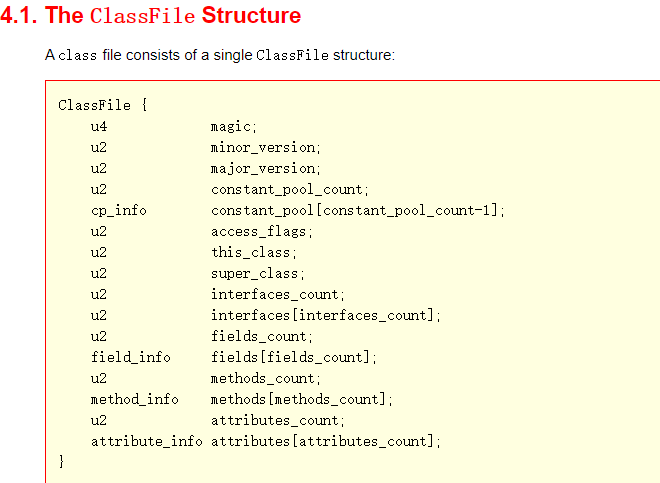 4.1. The ClassFile Structure
A class file consists of a single ClassFile structure:
ClassFile {
u4 magic;
u2 minor_version;
u2 major_version;
u2 constant_pool_count;
cp_info constant_pool[constant_pool_count-1];
u2 access_flags;
u2 this_class;
u2 super_class;
u2 interfaces_count;
u2 interfaces[interfaces_count];
u2 fields_count;
field_info fields[fields_count];
u2 methods_count;
method_info methods[methods_count];
u2 attributes_count;
attribute_info attributes[attributes_count];
}